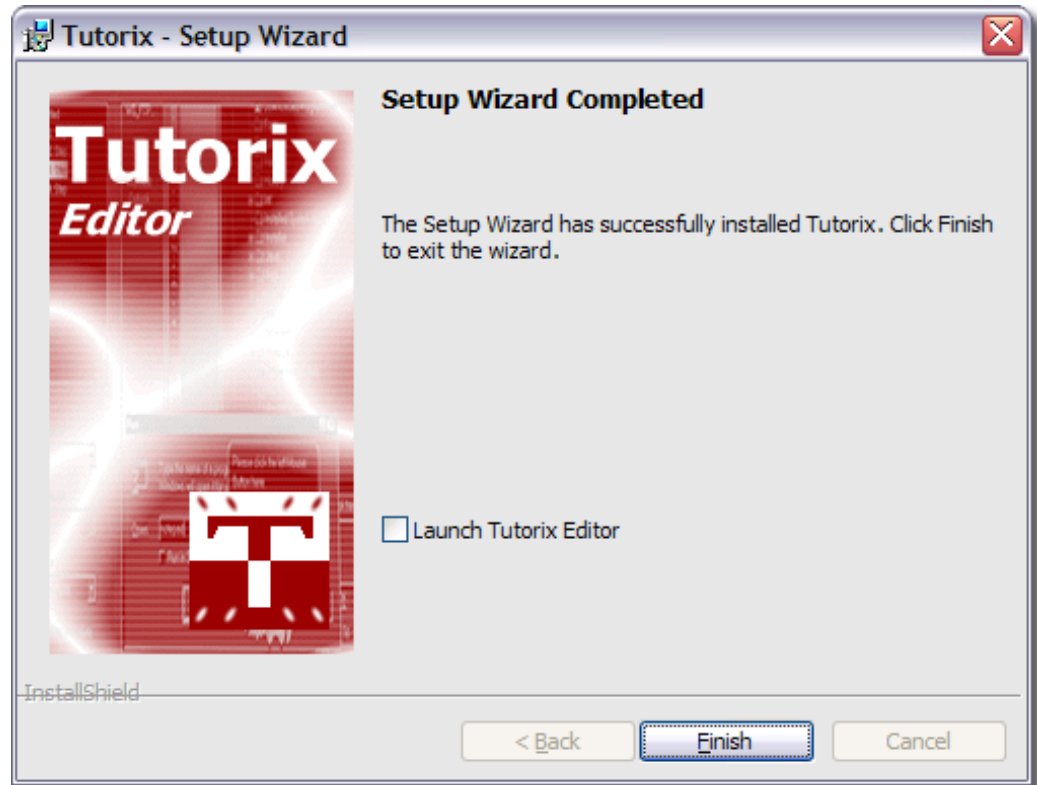 Tutorix - Setup Wizard
Tutorix
Editor
Setup Wizard Completed
The Setup Wizard has successfully installed Tutorix. Click Finish
to exit the wizard.
Launch Tutorix Editor
InstallShield
< Back
Finish
Cancel